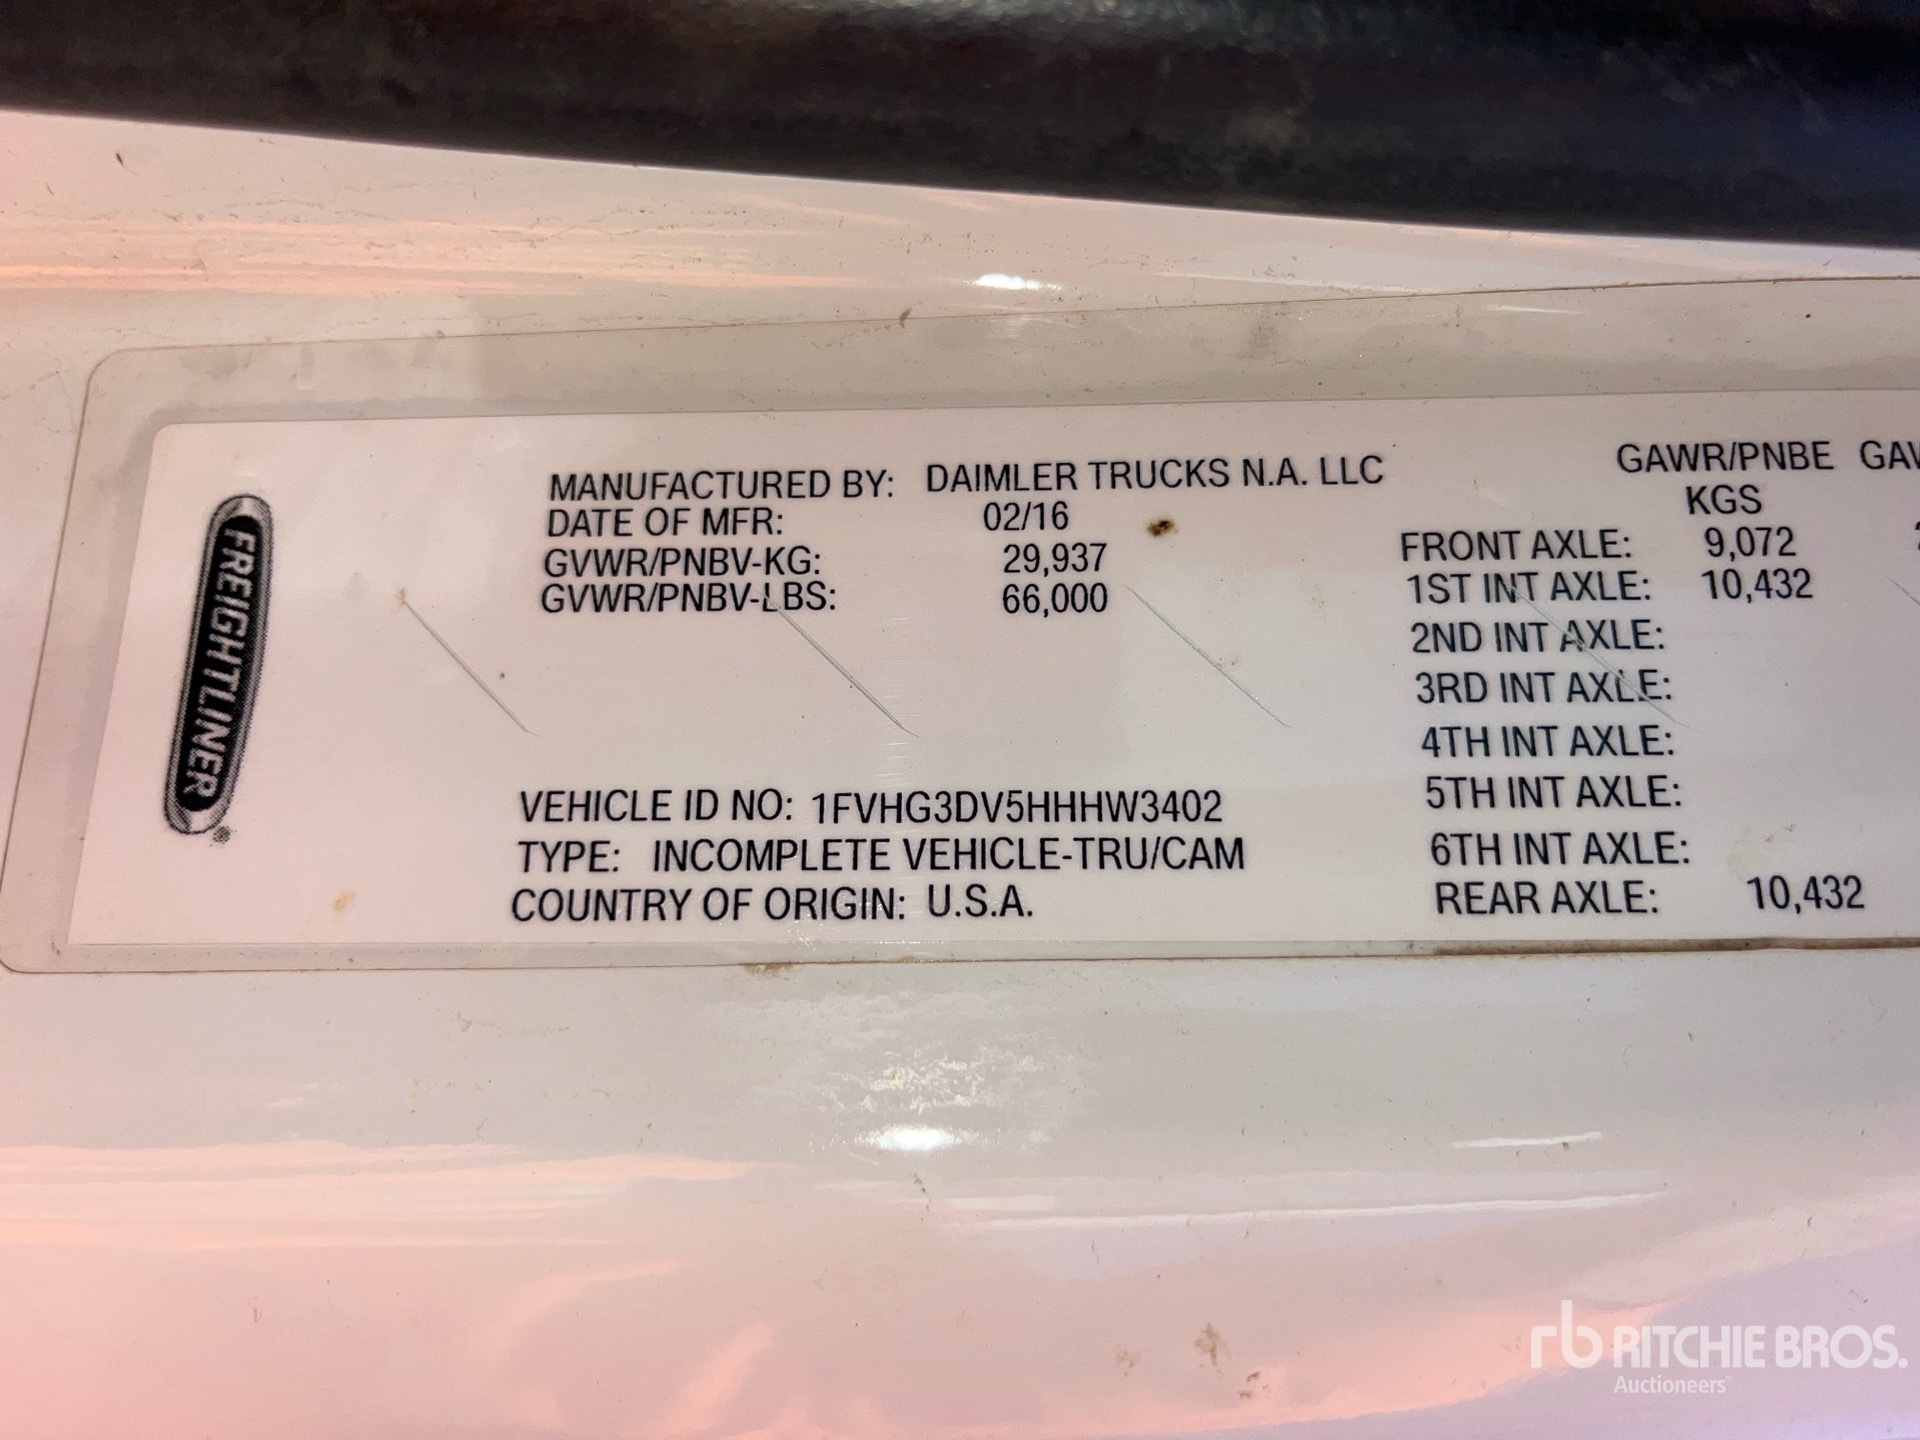 FREIGHTLINER®
MANUFACTURED BY: DAIMLER TRUCKS N.A. LLC
DATE OF MFR: 02/16
GVWR/PNBV-KG: 29,937
GVWR/PNBV-LBS: 66,000
VEHICLE ID NO: 1FVHG3DV5HHHW3402
TYPE: INCOMPLETE VEHICLE-TRU/CAM
COUNTRY OF ORIGIN: U.S.A.
GAWR/PNBE
KGS
FRONT AXLE: 9,072
1ST INT AXLE: 10,432
2ND INT AXLE:
3RD INT AXLE:
4TH INT AXLE:
5TH INT AXLE:
6TH INT AXLE:
REAR AXLE: 10,432
rb RITCHIE BROS.
Auctioneers